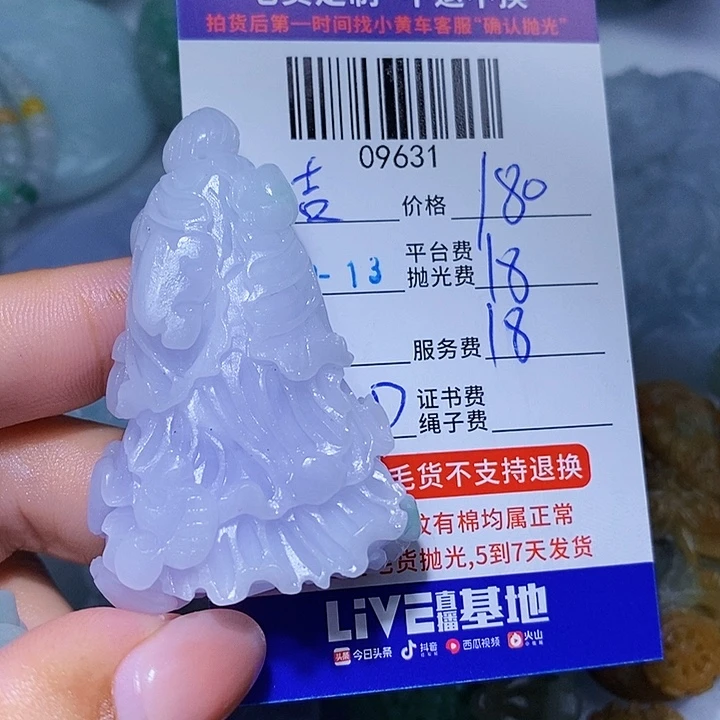 拍货后第一时间找小黄车客服“确认抛光”
09631
吉 价格 180
-13 平台费 抛光费 18
服务费 18
证书费
绳子费
毛货不支持退换
纹有棉均属正常
货抛光,5到7天发货
LiVE 直播 基地
头条 今日头条 抖音 西瓜视频 火山